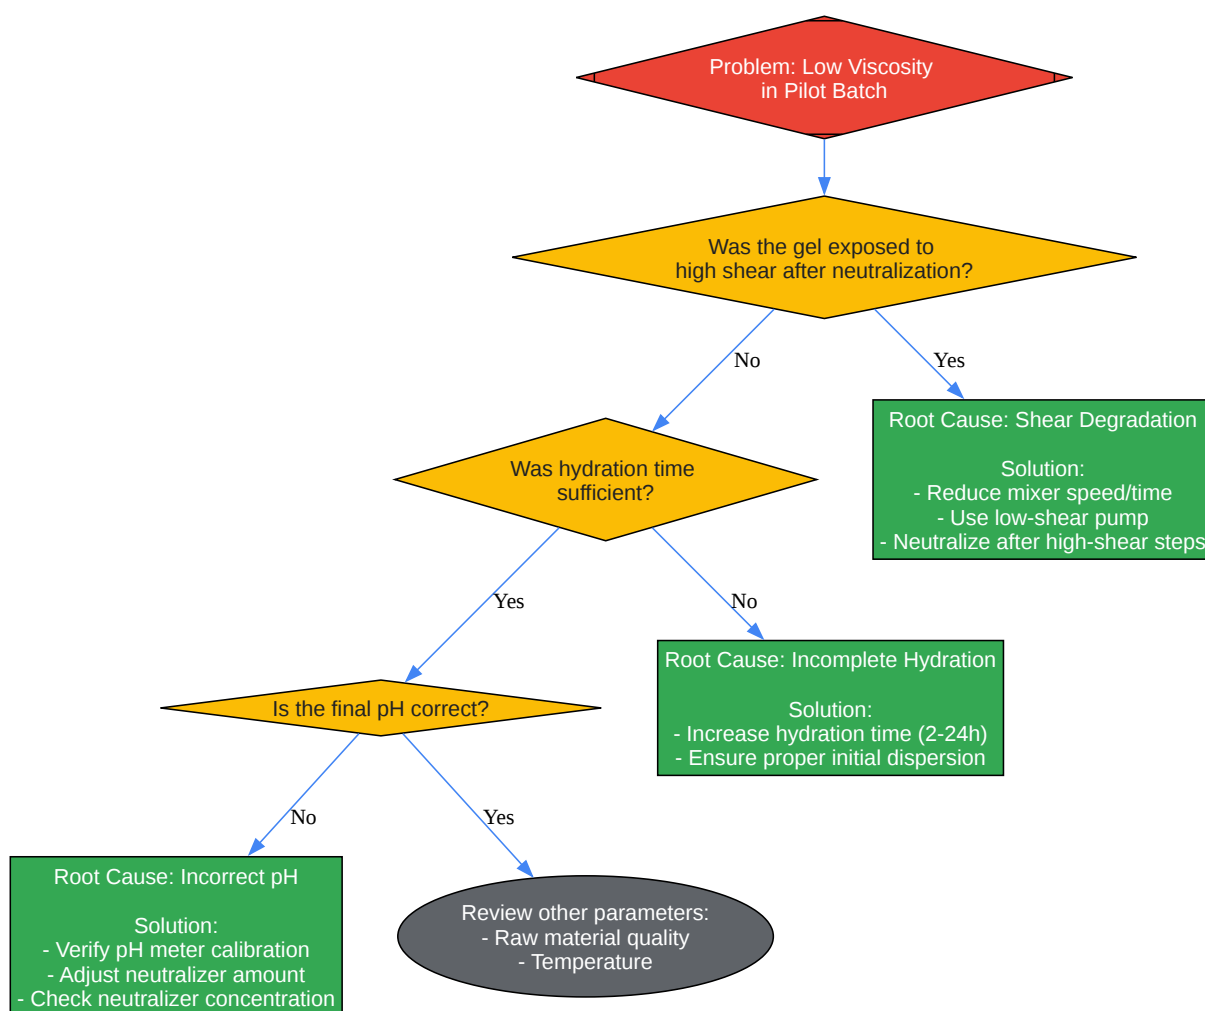 Problem: Low Viscosity
in Pilot Batch
Was the gel exposed to
high shear after neutralization?
No
Yes
Root Cause: Shear Degradation
Solution:
- Reduce mixer speed/time
- Use low-shear pump
- Neutralize after high-shear steps
Was hydration time
sufficient?
Yes
No
Root Cause: Incomplete Hydration
Solution:
- Increase hydration time (2-24h)
- Ensure proper initial dispersion
Is the final pH correct?
No
Yes
Root Cause: Incorrect pH
Solution:
- Verify pH meter calibration
- Adjust neutralizer amount
- Check neutralizer concentration
Review other parameters:
- Raw material quality
- Temperature